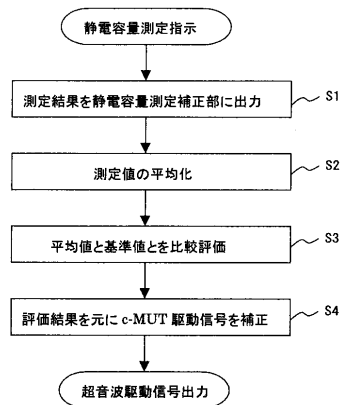 静電容量測定指示
測定結果を静電容量測定補正部に出力
S1
測定値の平均化
S2
平均値と基準値とを比較評価
S3
評価結果を元に c-MUT 駆動信号を補正
S4
超音波駆動信号出力